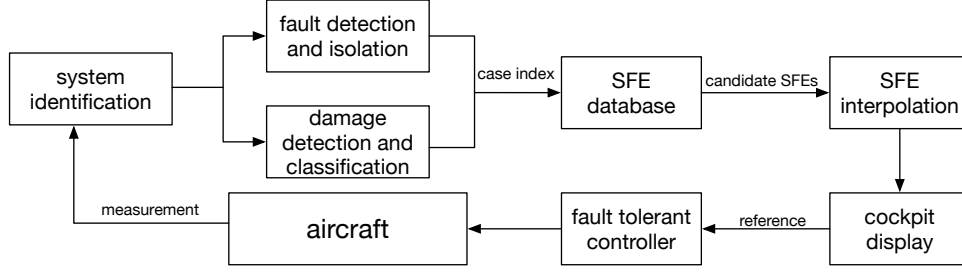 fault detection
and isolation
system
identification
case index
SFE
database
candidate SFEs
SFE
interpolation
damage
detection and
classification
measurement
aircraft
fault tolerant
controller
reference
cockpit
display